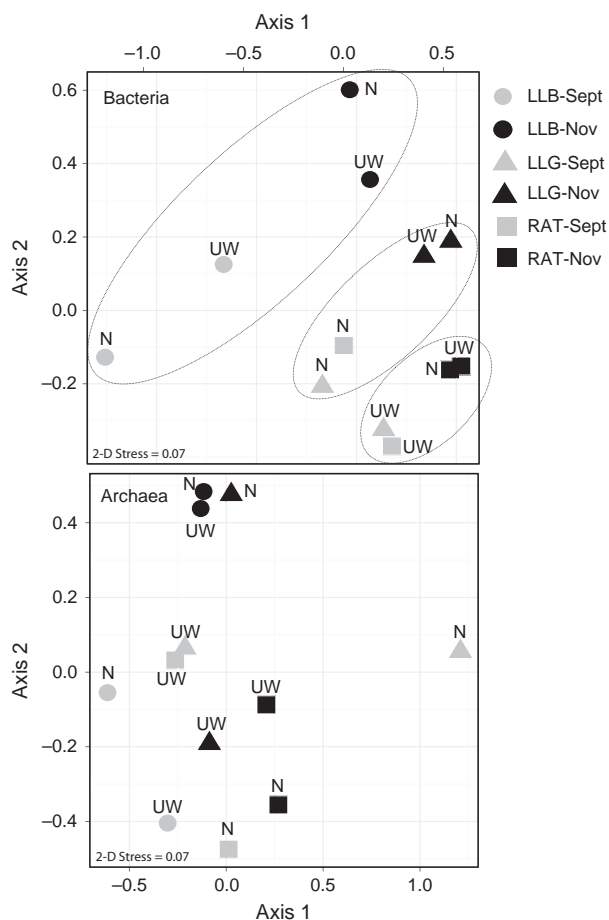 Axis 1
–1.0 –0.5 0.0 0.5
Bacteria
Axis 2
0.6
0.4
0.2
0.0
–0.2
N
UW
UW
N
UW N
N
N
UW
N
UW
UW
2-D Stress = 0.07
LLB-Sept
LLB-Nov
LLG-Sept
LLG-Nov
RAT-Sept
RAT-Nov
Archaea
Axis 2
0.4
0.2
0.0
–0.2
–0.4
N N
UW
UW
N
UW
N
UW
UW
N
UW
N
2-D Stress = 0.07
–0.5 0.0 0.5 1.0
Axis 1